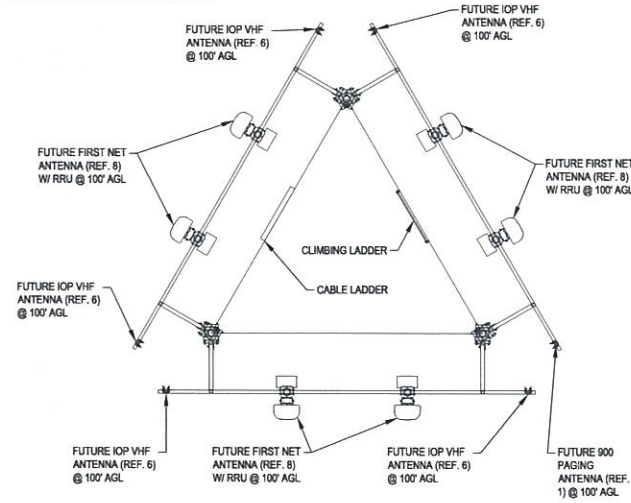 FUTURE IOP VHF
ANTENNA (REF. 6)
@ 100' AGL
FUTURE IOP VHF
ANTENNA (REF. 6)
@ 100' AGL
FUTURE FIRST NET
ANTENNA (REF. 8)
W/ RRU @ 100' AGL
FUTURE FIRST NET
ANTENNA (REF. 8)
W/ RRU @ 100' AGL
CLIMBING LADDER
CABLE LADDER
FUTURE IOP VHF
ANTENNA (REF. 6)
@ 100' AGL
FUTURE IOP VHF
ANTENNA (REF. 6)
@ 100' AGL
FUTURE FIRST NET
ANTENNA (REF. 8)
W/ RRU @ 100' AGL
FUTURE IOP VHF
ANTENNA (REF. 6)
@ 100' AGL
FUTURE 900
PAGING
ANTENNA (REF.
1) @ 100' AGL